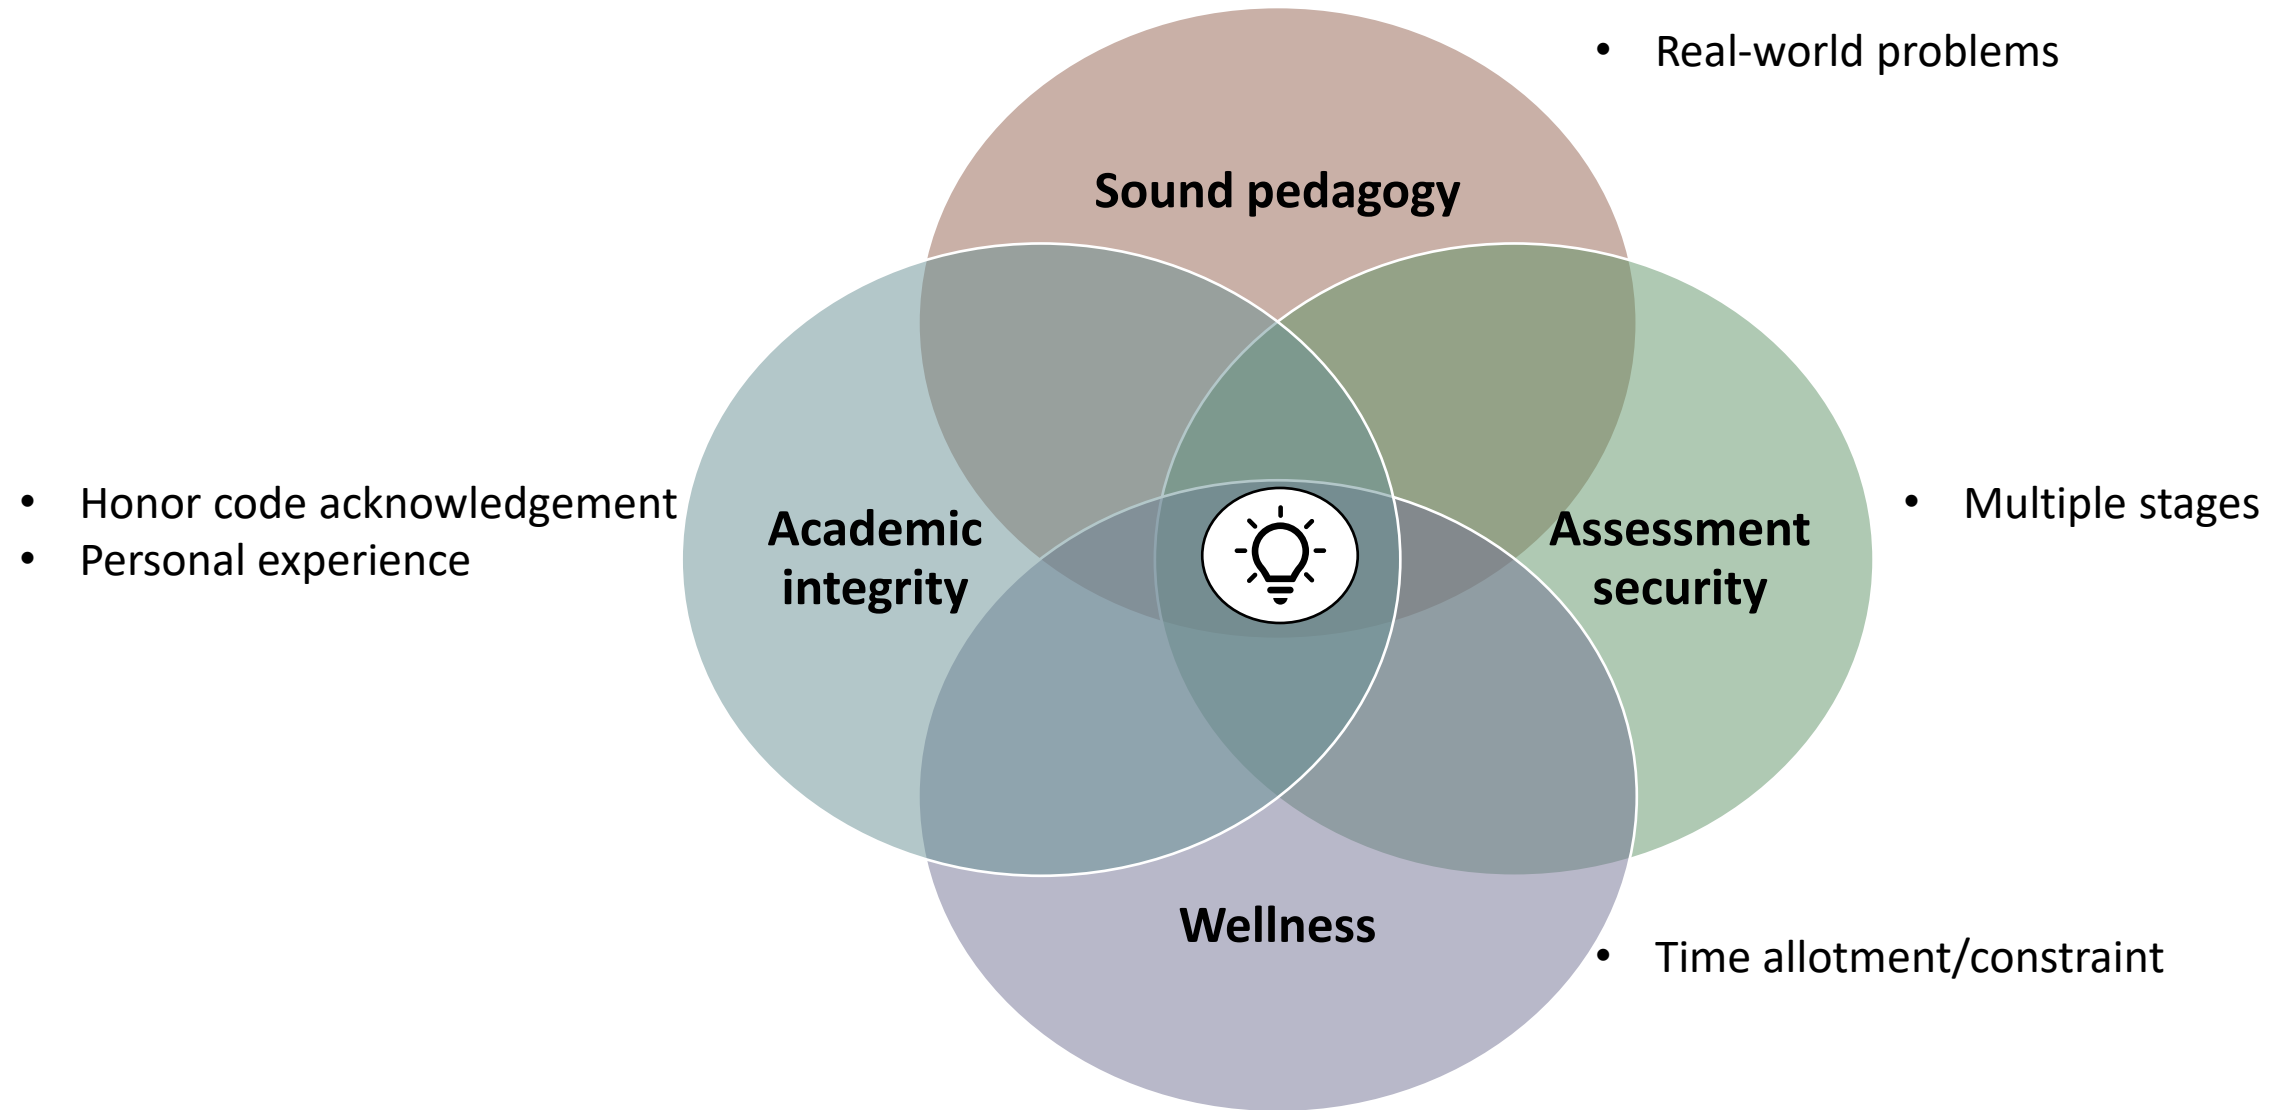 • Real-world problems
Sound pedagogy
• Honor code acknowledgement
• Personal experience
Academic
integrity
Assessment
security
• Multiple stages
Wellness
• Time allotment/constraint